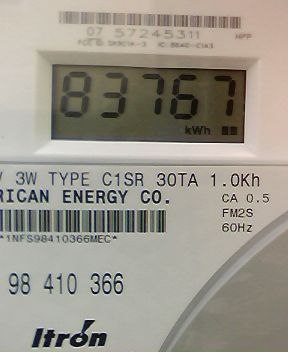 07 57245311
83767
kWh
V 3W TYPE C1SR 30TA 1.0Kh
RICAN ENERGY CO. CA 0.5
FM2S
60Hz
*1NFS98410366MEC*
98 410 366
Itrón